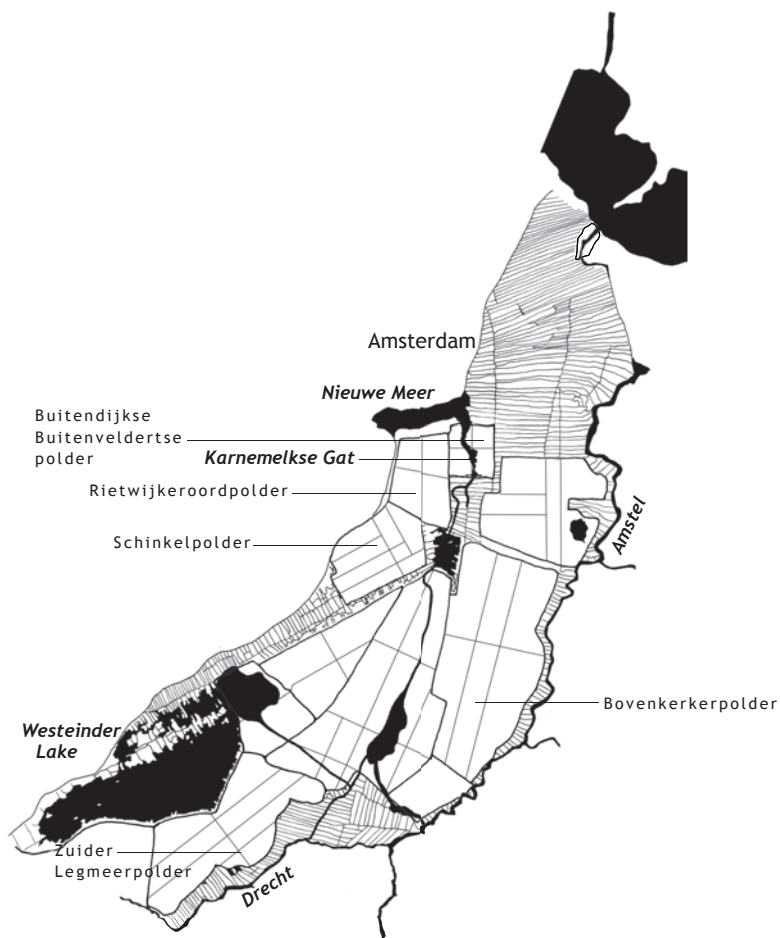 Amsterdam
Nieuwe Meer
Buitendijkse
Buitenveldertse
polder
Karnemelkse Gat
Rietwijkeroordpolder
Amstel
Schinkelpolder
Bovenkerkerpolder
Westeinder
Lake
Zuider
Legmeerpolder
Drecht